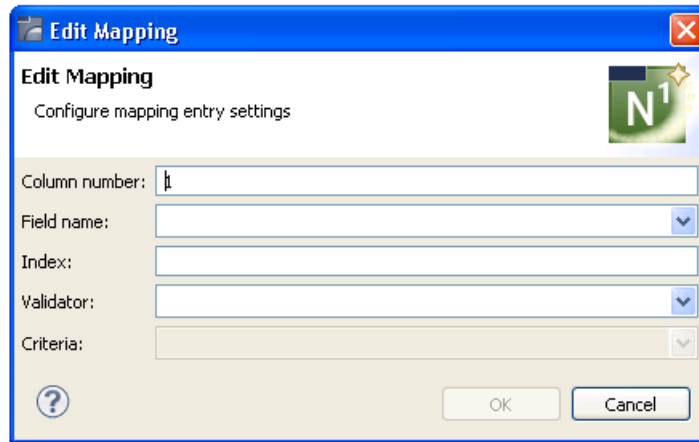 Edit Mapping
Edit Mapping
Configure mapping entry settings
N1
Column number: 1
Field name:
Index:
Validator:
Criteria:
?
OK Cancel